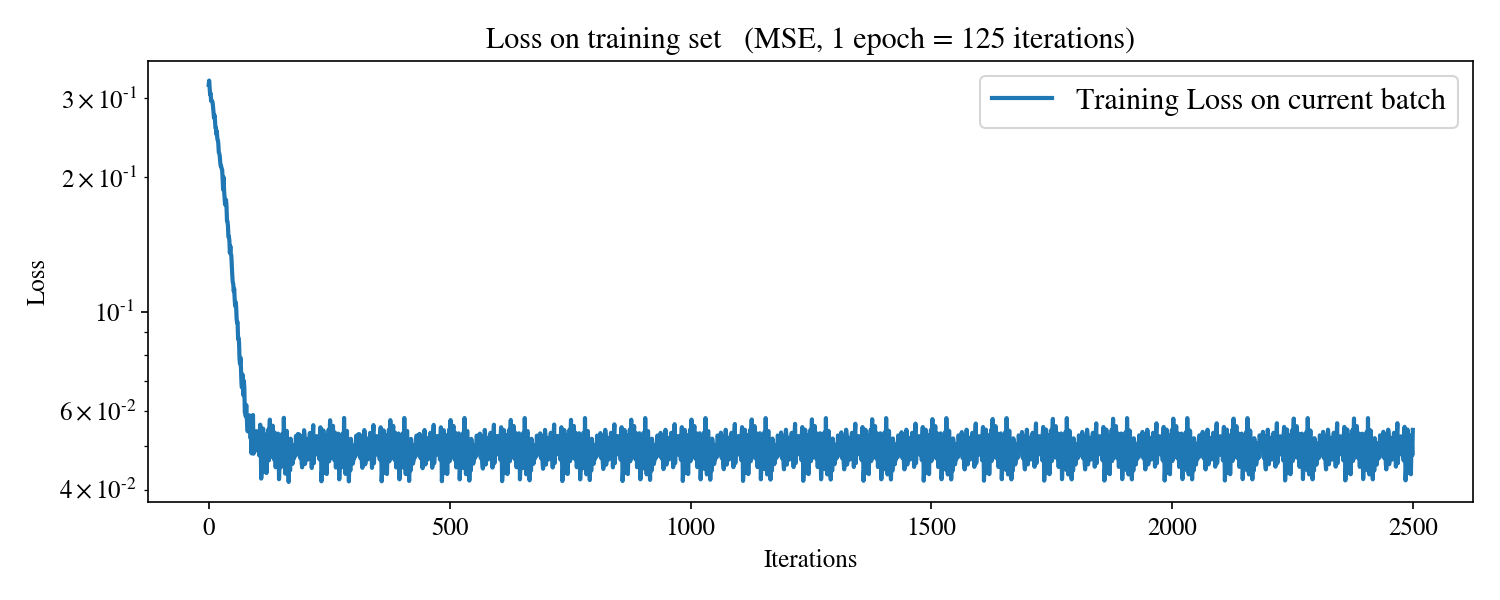 Loss on training set (MSE, 1 epoch = 125 iterations)
Training Loss on current batch
Loss
3 × 10⁻¹
2 × 10⁻¹
10⁻¹
6 × 10⁻²
4 × 10⁻²
0 500 1000 1500 2000 2500
Iterations